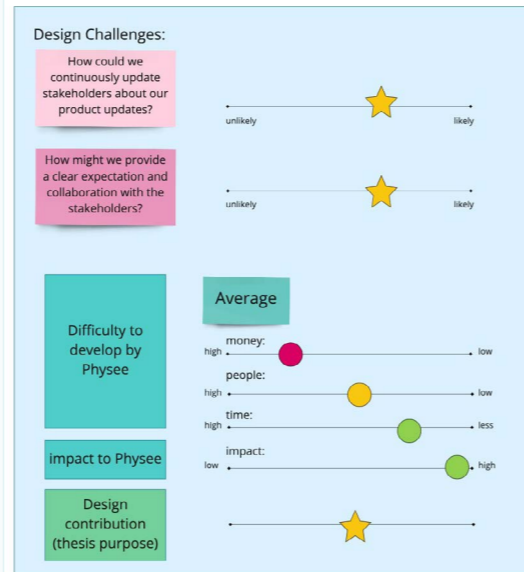 Design Challenges:
How could we
continuously update
stakeholders about our
product updates?
unlikely
likely
How might we provide
a clear expectation and
collaboration with the
stakeholders?
unlikely
likely
Difficulty to
develop by
Physee
Average
money:
high
low
people:
high
low
time:
high
less
impact to Physee
impact:
low
high
Design
contribution
(thesis purpose)